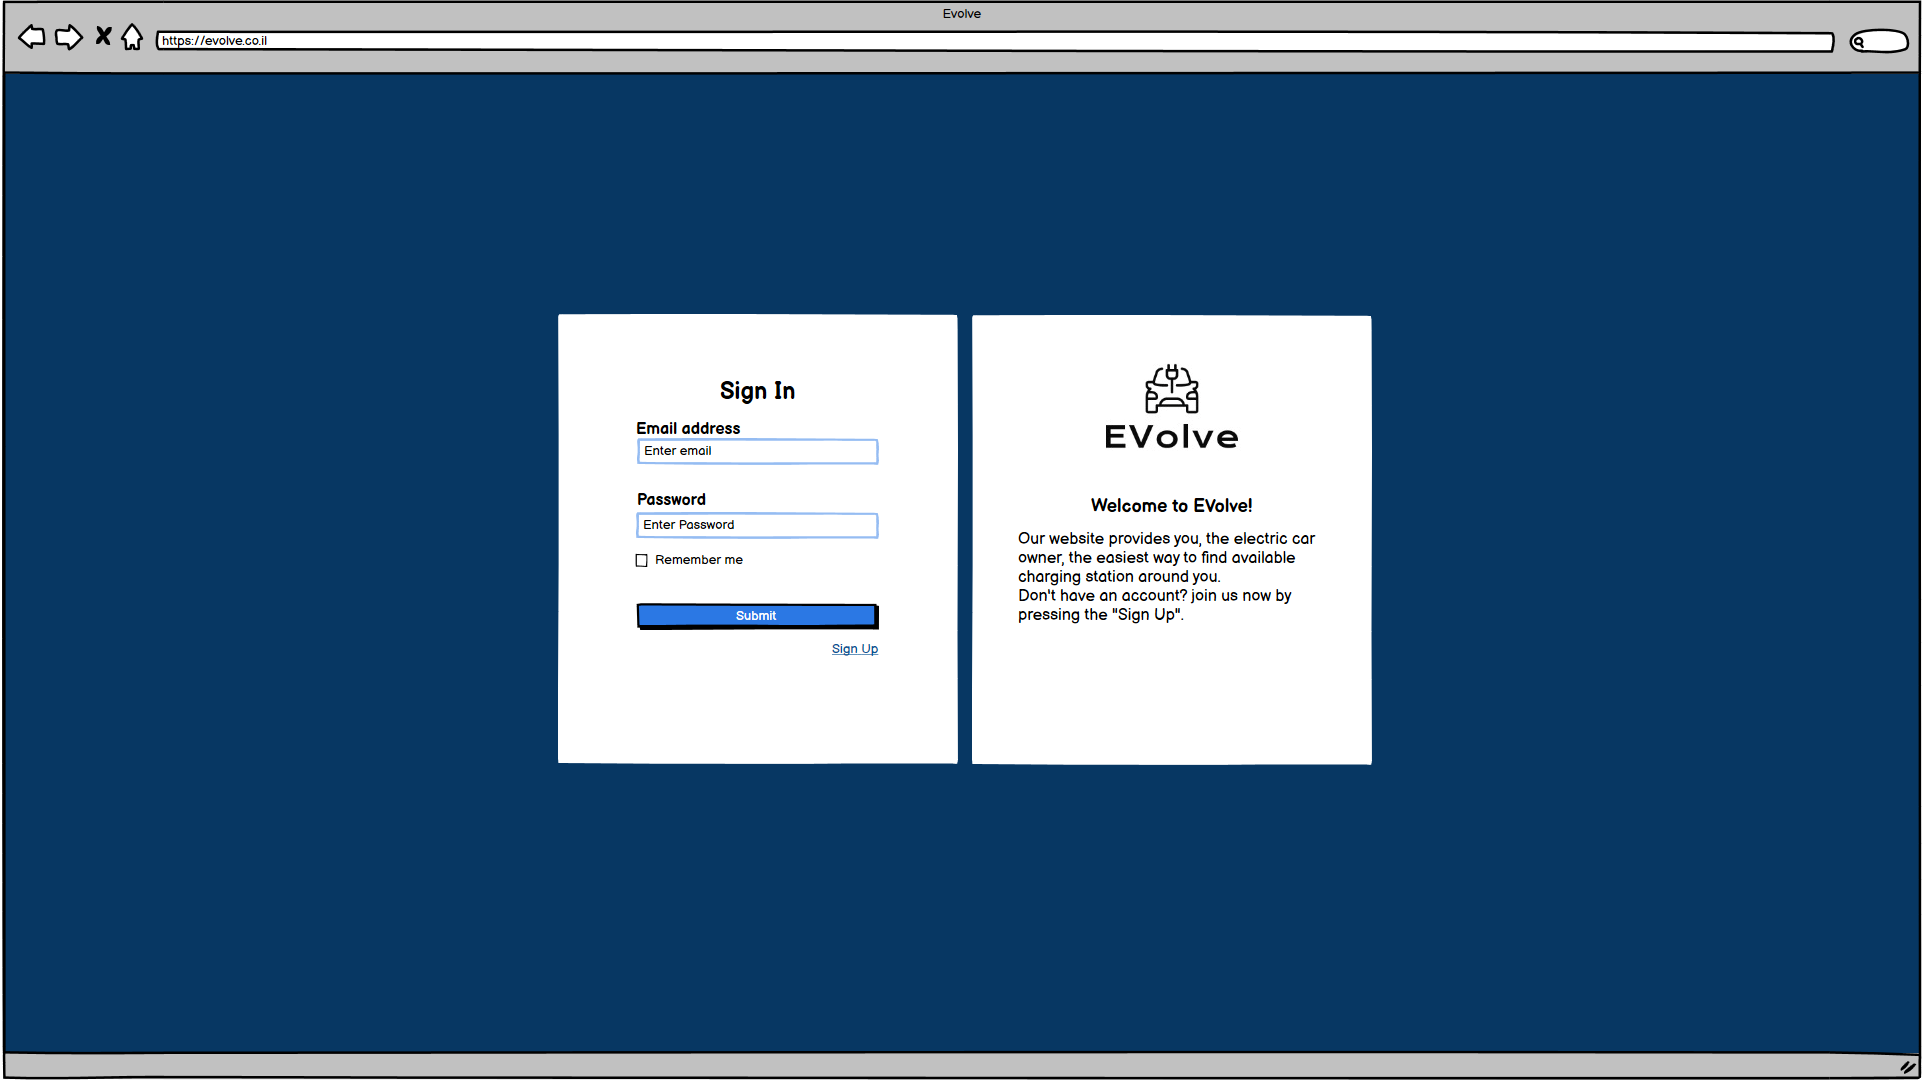 Evolve
https://evolve.co.il
Sign In
Email address
Enter email
Password
Enter Password
Remember me
Submit
Sign Up
EVolve
Welcome to EVolve!
Our website provides you, the electric car
owner, the easiest way to find available
charging station around you.
Don't have an account? join us now by
pressing the "Sign Up".